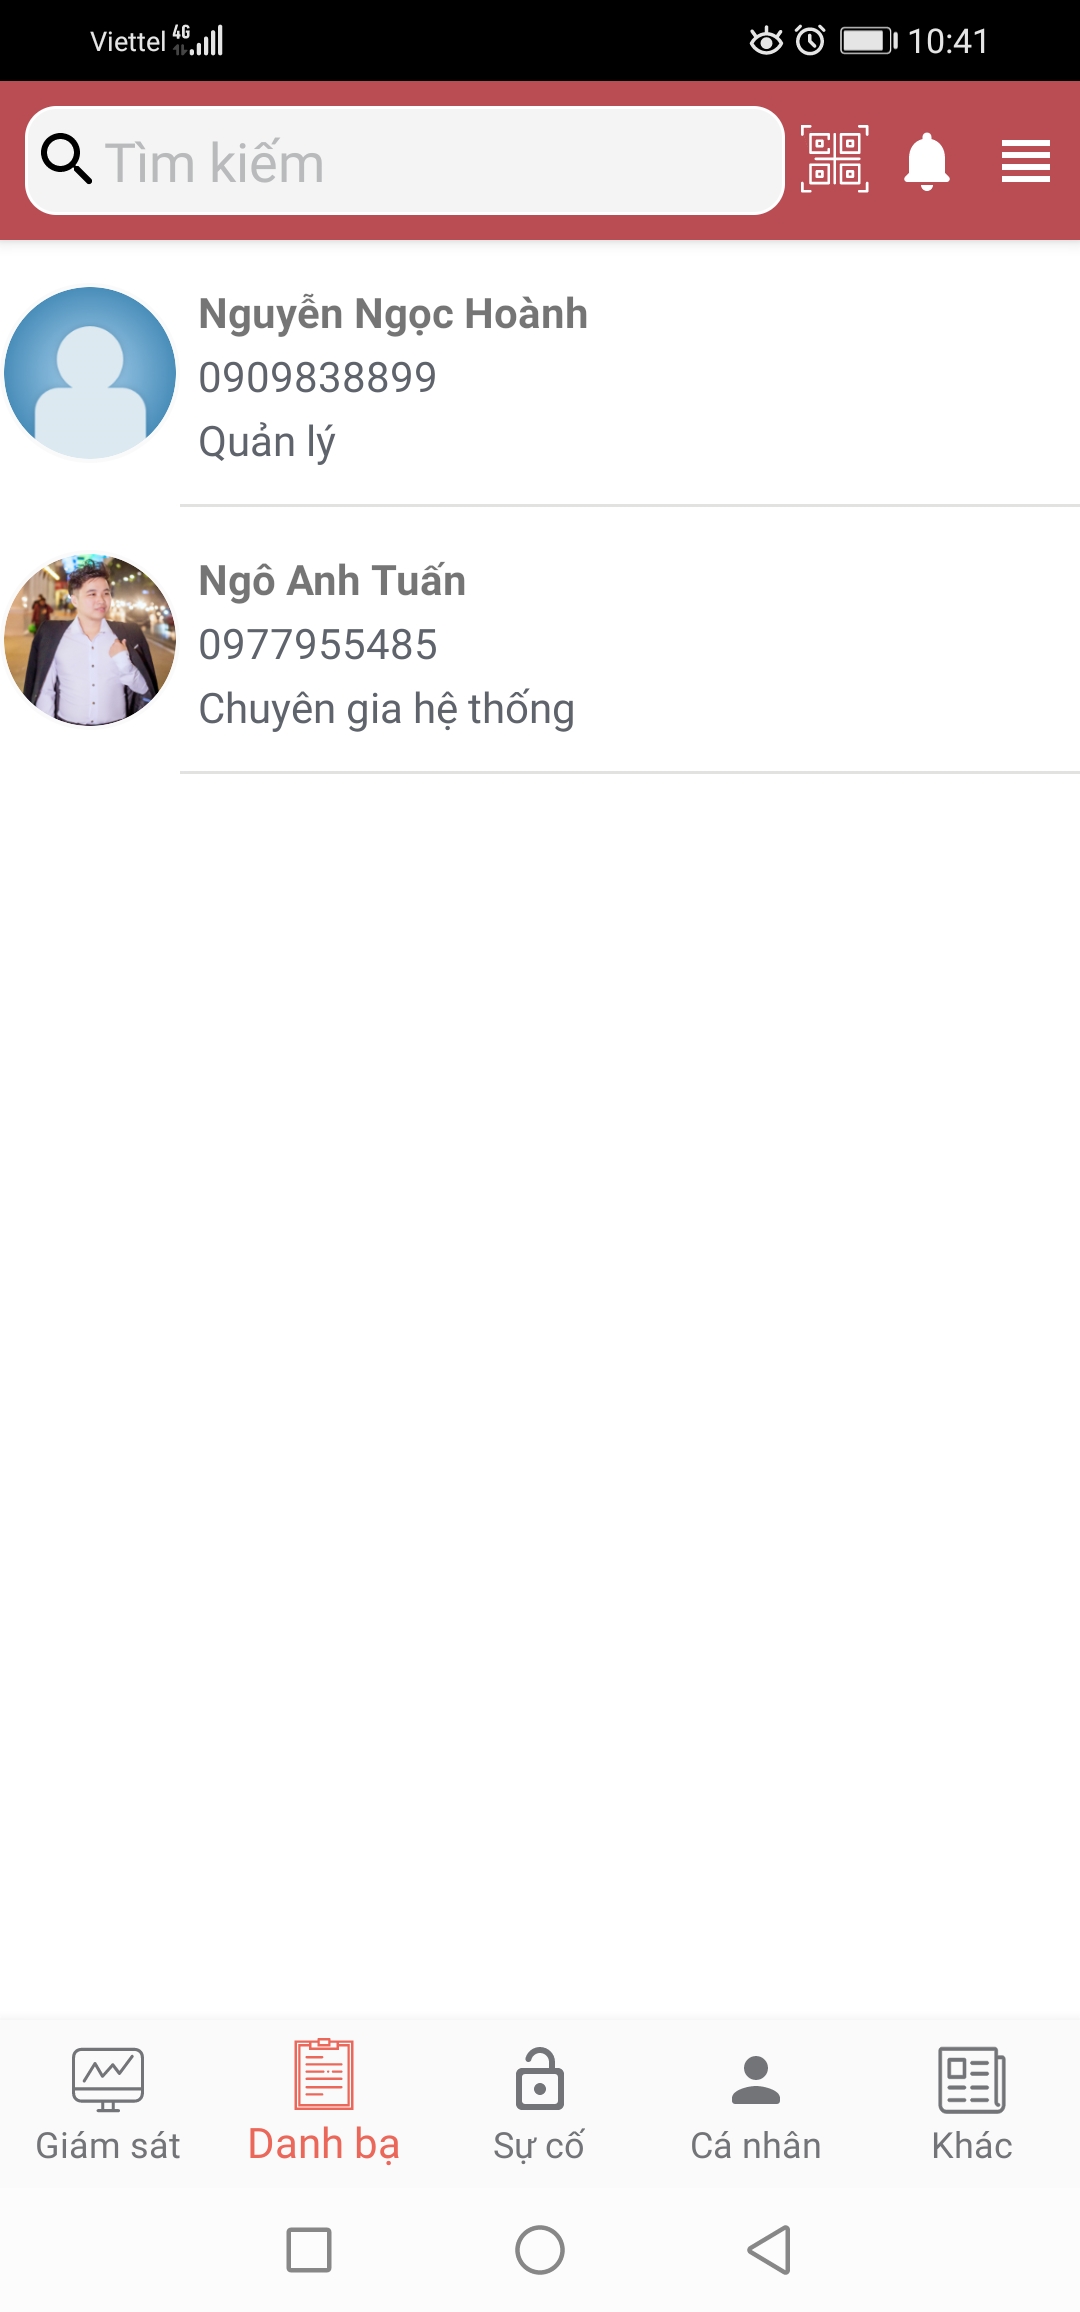 Viettel 4G 10:41
Tìm kiếm
Nguyễn Ngọc Hoành
0909838899
Quản lý
Ngô Anh Tuấn
0977955485
Chuyên gia hệ thống
Giám sát Danh bạ Sự cố Cá nhân Khác